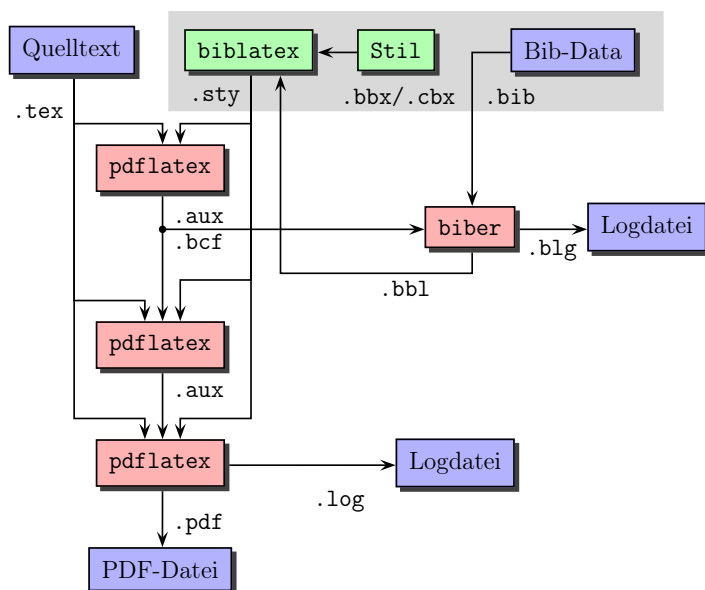 Quelltext
biblatex
Stil
Bib-Data
.sty
.bbx/.cbx
.bib
.tex
pdflatex
.aux
.bcf
biber
Logdatei
.blg
.bbl
pdflatex
.aux
pdflatex
Logdatei
.log
.pdf
PDF-Datei